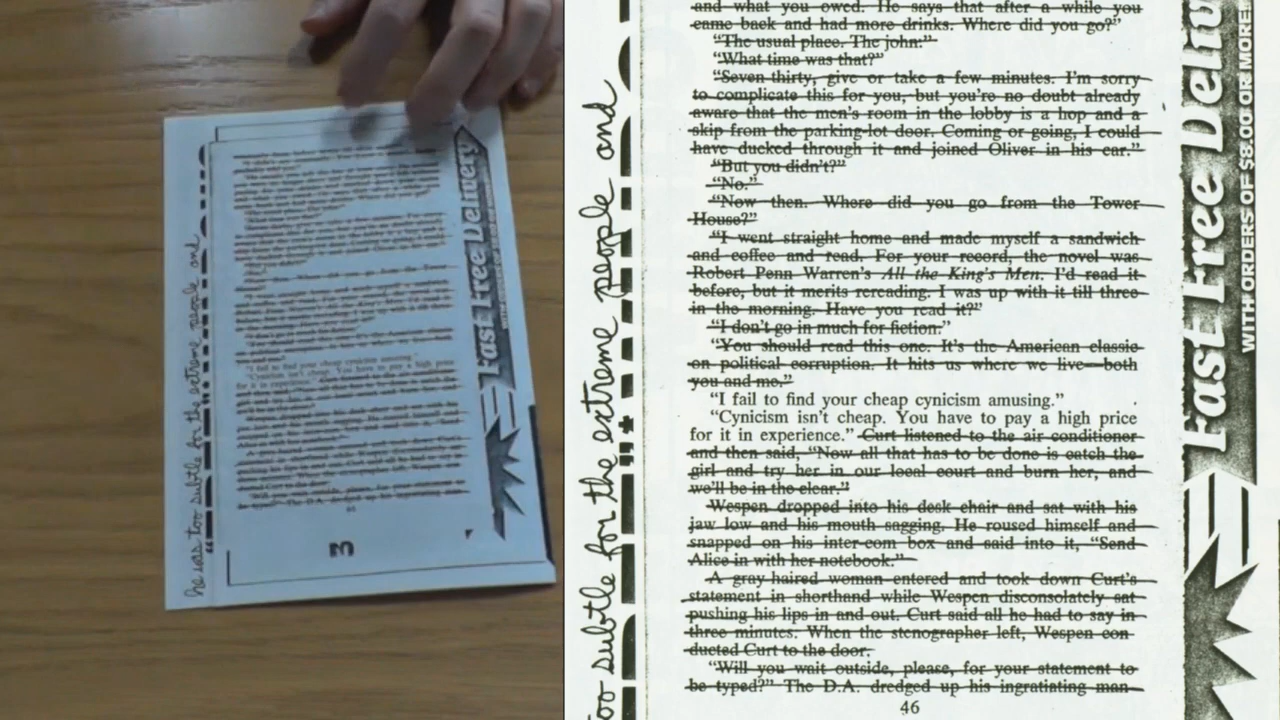 he was too subtle for the extreme people and
Fast Free Delivery
3
and what you owed. He says that after a while you
came back and had more drinks. Where did you go?"
"The usual place. The john."
"What time was that?"
"Seven thirty, give or take a few minutes. I'm sorry
to complicate this for you, but you're no doubt already
aware that the men's room in the lobby is a hop and a
skip from the parking-lot door. Coming or going, I could
have ducked through it and joined Oliver in his car."
"But you didn't?"
"No."
"Now then. Where did you go from the Tower
House?"
"I went straight home and made myself a sandwich
and coffee and read. For your record, the novel was
Robert Penn Warren's All the King's Men. I'd read it
before, but it merits rereading. I was up with it till three
in the morning. Have you read it?"
"I don't go in much for fiction."
"You should read this one. It's the American classic
on political corruption. It hits us where we live—both
you and me."
"I fail to find your cheap cynicism amusing."
"Cynicism isn't cheap. You have to pay a high price
for it in experience." Curt listened to the air conditioner
and then said, "Now all that has to be done is catch the
girl and try her in our local court and burn her, and
we'll be in the clear."
Wespen dropped into his desk chair and sat with his
jaw low and his mouth sagging. He roused himself and
snapped on his inter-com box and said into it, "Send
Alice in with her notebook."
A gray-haired woman entered and took down Curt's
statement in shorthand while Wespen disconsolately sat
pushing his lips in and out. Curt said all he had to say in
three minutes. When the stenographer left, Wespen con-
ducted Curt to the door.
"Will you wait outside, please, for your statement to
be typed?" The D.A. dredged up his ingratiating man-
46
too subtle for the extreme people and
Fast Free Deliv
WITH ORDERS OF $8.00 OR MORE